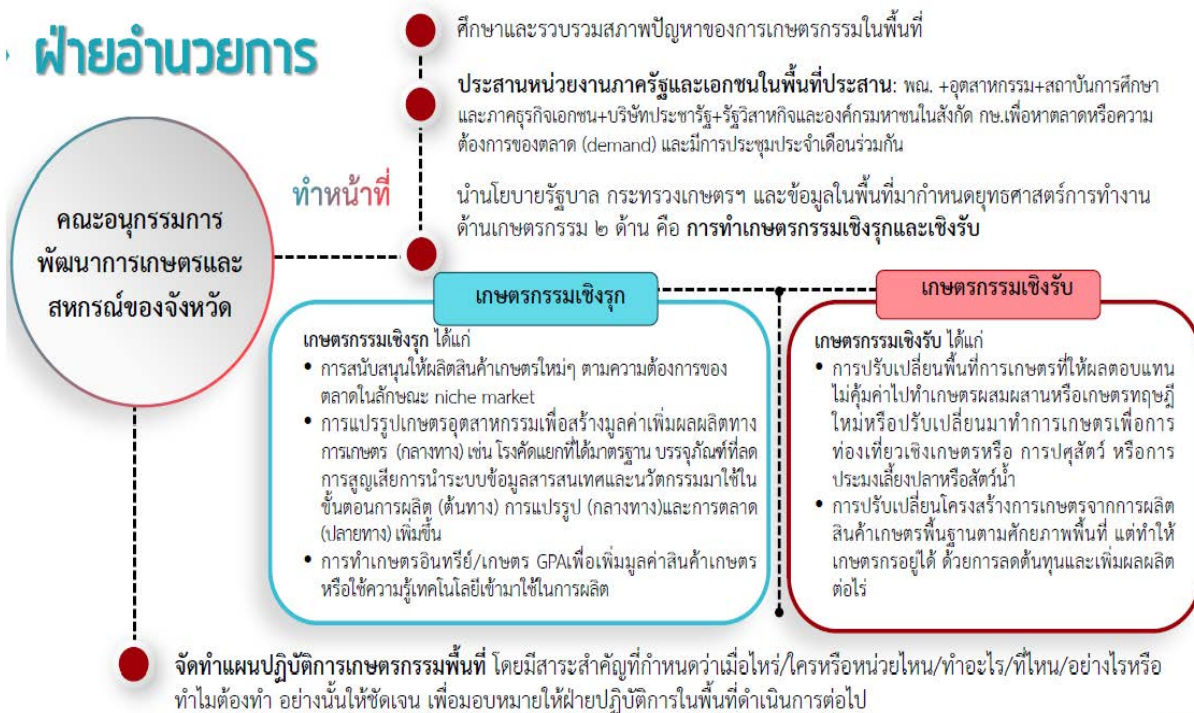 ฝ่ายอำนวยการ
ศึกษาและรวบรวมสภาพปัญหาของการเกษตรกรรมในพื้นที่
ประสานหน่วยงานภาครัฐและเอกชนในพื้นที่ประสาน: พณ. +อุตสาหกรรม+สถาบันการศึกษา
และภาคธุรกิจเอกชน+บริษัทประชารัฐ+รัฐวิสาหกิจและองค์กรมหาชนในสังกัด กษ.เพื่อหาตลาดหรือความ
ต้องการของตลาด (demand) และมีการประชุมประจำเดือนร่วมกัน
ทำหน้าที่
นำนโยบายรัฐบาล กระทรวงเกษตรฯ และข้อมูลในพื้นที่มากำหนดยุทธศาสตร์การทำงาน
ด้านเกษตรกรรม ๒ ด้าน คือ การทำเกษตรกรรมเชิงรุกและเชิงรับ
คณะอนุกรรมการ
พัฒนาการเกษตรและ
สหกรณ์ของจังหวัด
เกษตรกรรมเชิงรุก
เกษตรกรรมเชิงรุก ได้แก่
• การสนับสนุนให้ผลิตสินค้าเกษตรใหม่ๆ ตามความต้องการของ
ตลาดในลักษณะ niche market
• การแปรรูปเกษตรอุตสาหกรรมเพื่อสร้างมูลค่าเพิ่มผลผลิตทาง
การเกษตร (กลางทาง) เช่น โรงคัดแยกที่ได้มาตรฐาน บรรจุภัณฑ์ที่ลด
การสูญเสียการนำระบบข้อมูลสารสนเทศและนวัตกรรมมาใช้ใน
ขั้นตอนการผลิต (ต้นทาง) การแปรรูป (กลางทาง)และการตลาด
(ปลายทาง) เพิ่มขึ้น
• การทำเกษตรอินทรีย์/เกษตร GPAเพื่อเพิ่มมูลค่าสินค้าเกษตร
หรือใช้ความรู้เทคโนโลยีเข้ามาใช้ในการผลิต
เกษตรกรรมเชิงรับ
เกษตรกรรมเชิงรับ ได้แก่
• การปรับเปลี่ยนพื้นที่การเกษตรที่ให้ผลตอบแทน
ไม่คุ้มค่าไปทำเกษตรผสมผสานหรือเกษตรทฤษฎี
ใหม่หรือปรับเปลี่ยนมาทำการเกษตรเพื่อการ
ท่องเที่ยวเชิงเกษตรหรือ การปศุสัตว์ หรือการ
ประมงเลี้ยงปลาหรือสัตว์น้ำ
• การปรับเปลี่ยนโครงสร้างการเกษตรจากการผลิต
สินค้าเกษตรพื้นฐานตามศักยภาพพื้นที่ แต่ทำให้
เกษตรกรอยู่ได้ ด้วยการลดต้นทุนและเพิ่มผลผลิต
ต่อไร่
จัดทำแผนปฏิบัติการเกษตรกรรมพื้นที่ โดยมีสาระสำคัญที่กำหนดว่าเมื่อไหร่/ใครหรือหน่วยไหน/ทำอะไร/ที่ไหน/อย่างไรหรือ
ทำไมต้องทำ อย่างนั้นให้ชัดเจน เพื่อมอบหมายให้ฝ่ายปฏิบัติการในพื้นที่ดำเนินการต่อไป